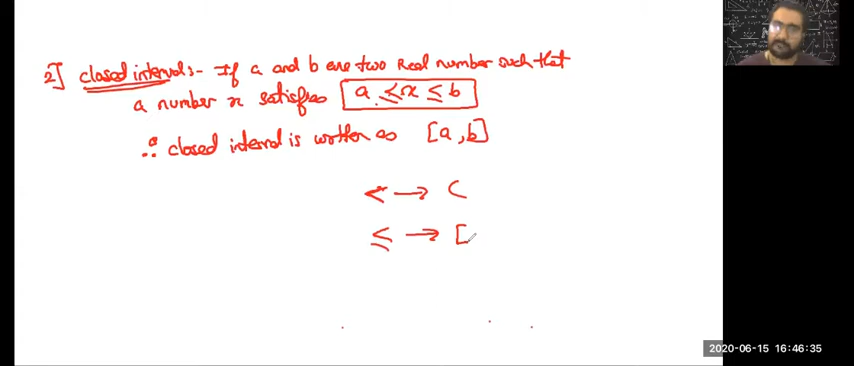 2] closed intervals:- If a and b are two Real number such that
a number x satisfies a ≤ x ≤ b
∴ closed interval is written as [a, b]
< → (
≤ → [
2020-06-15 16:46:35